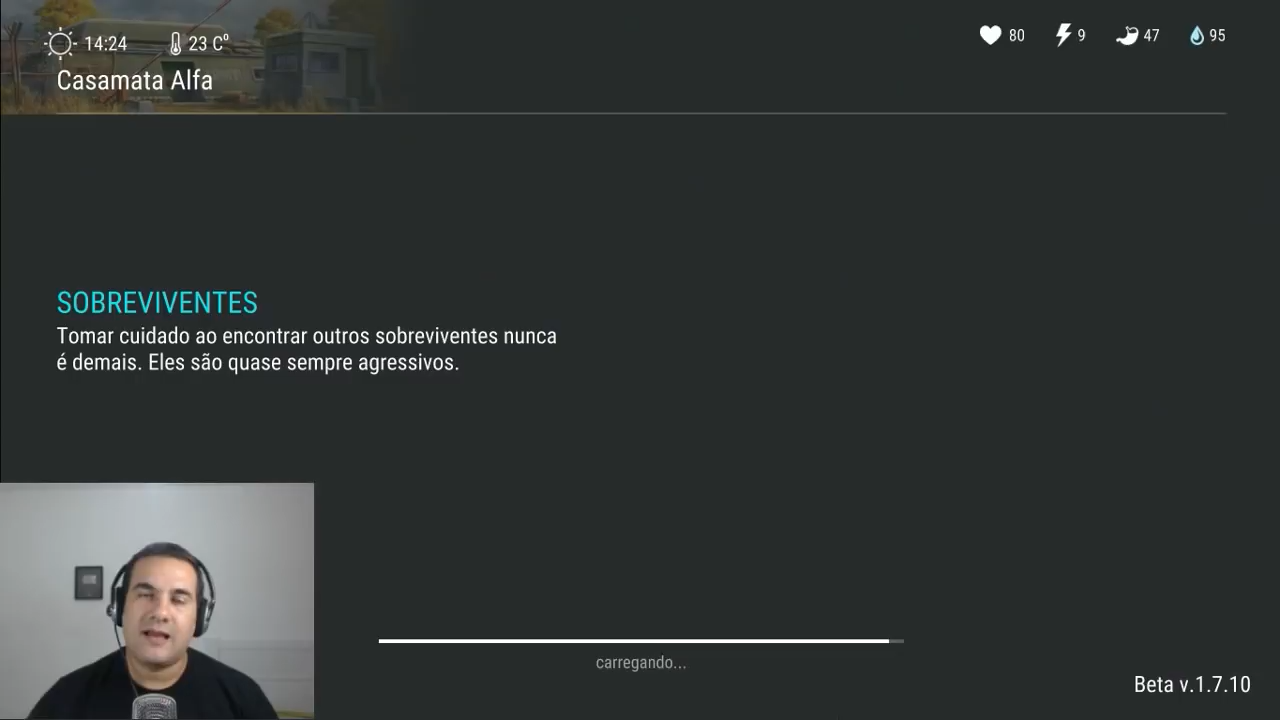 14:24 23 Cº
80 9 47 95
Casamata Alfa
SOBREVIVENTES
Tomar cuidado ao encontrar outros sobreviventes nunca
é demais. Eles são quase sempre agressivos.
carregando...
Beta v.1.7.10